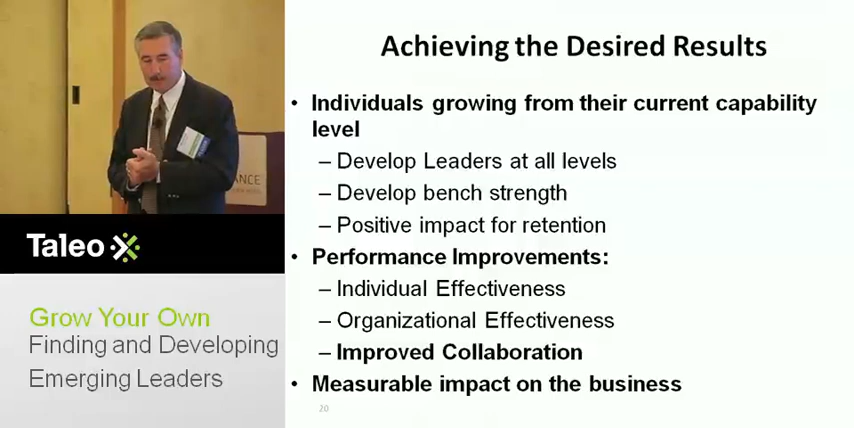 Achieving the Desired Results
• Individuals growing from their current capability
level
– Develop Leaders at all levels
– Develop bench strength
– Positive impact for retention
• Performance Improvements:
– Individual Effectiveness
– Organizational Effectiveness
– Improved Collaboration
• Measurable impact on the business
20
ANCE
Taleo
Grow Your Own
Finding and Developing
Emerging Leaders